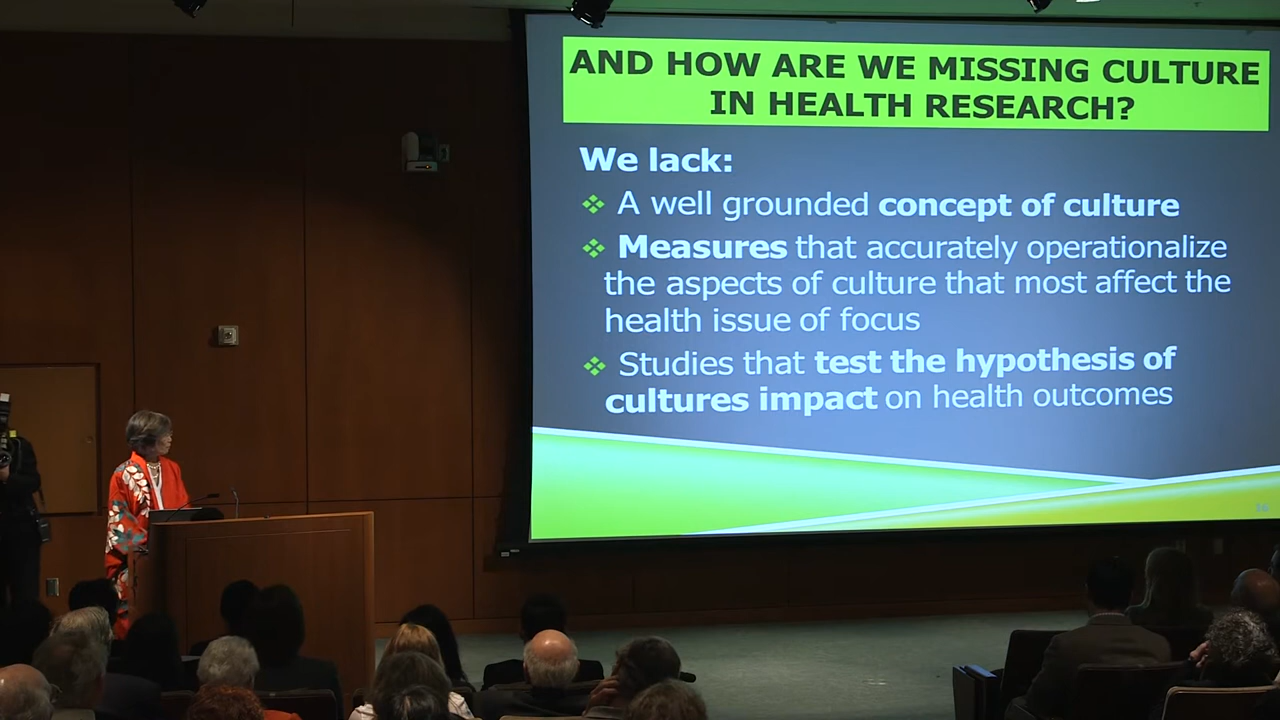 AND HOW ARE WE MISSING CULTURE
IN HEALTH RESEARCH?
We lack:
A well grounded concept of culture
Measures that accurately operationalize
the aspects of culture that most affect the
health issue of focus
Studies that test the hypothesis of
cultures impact on health outcomes